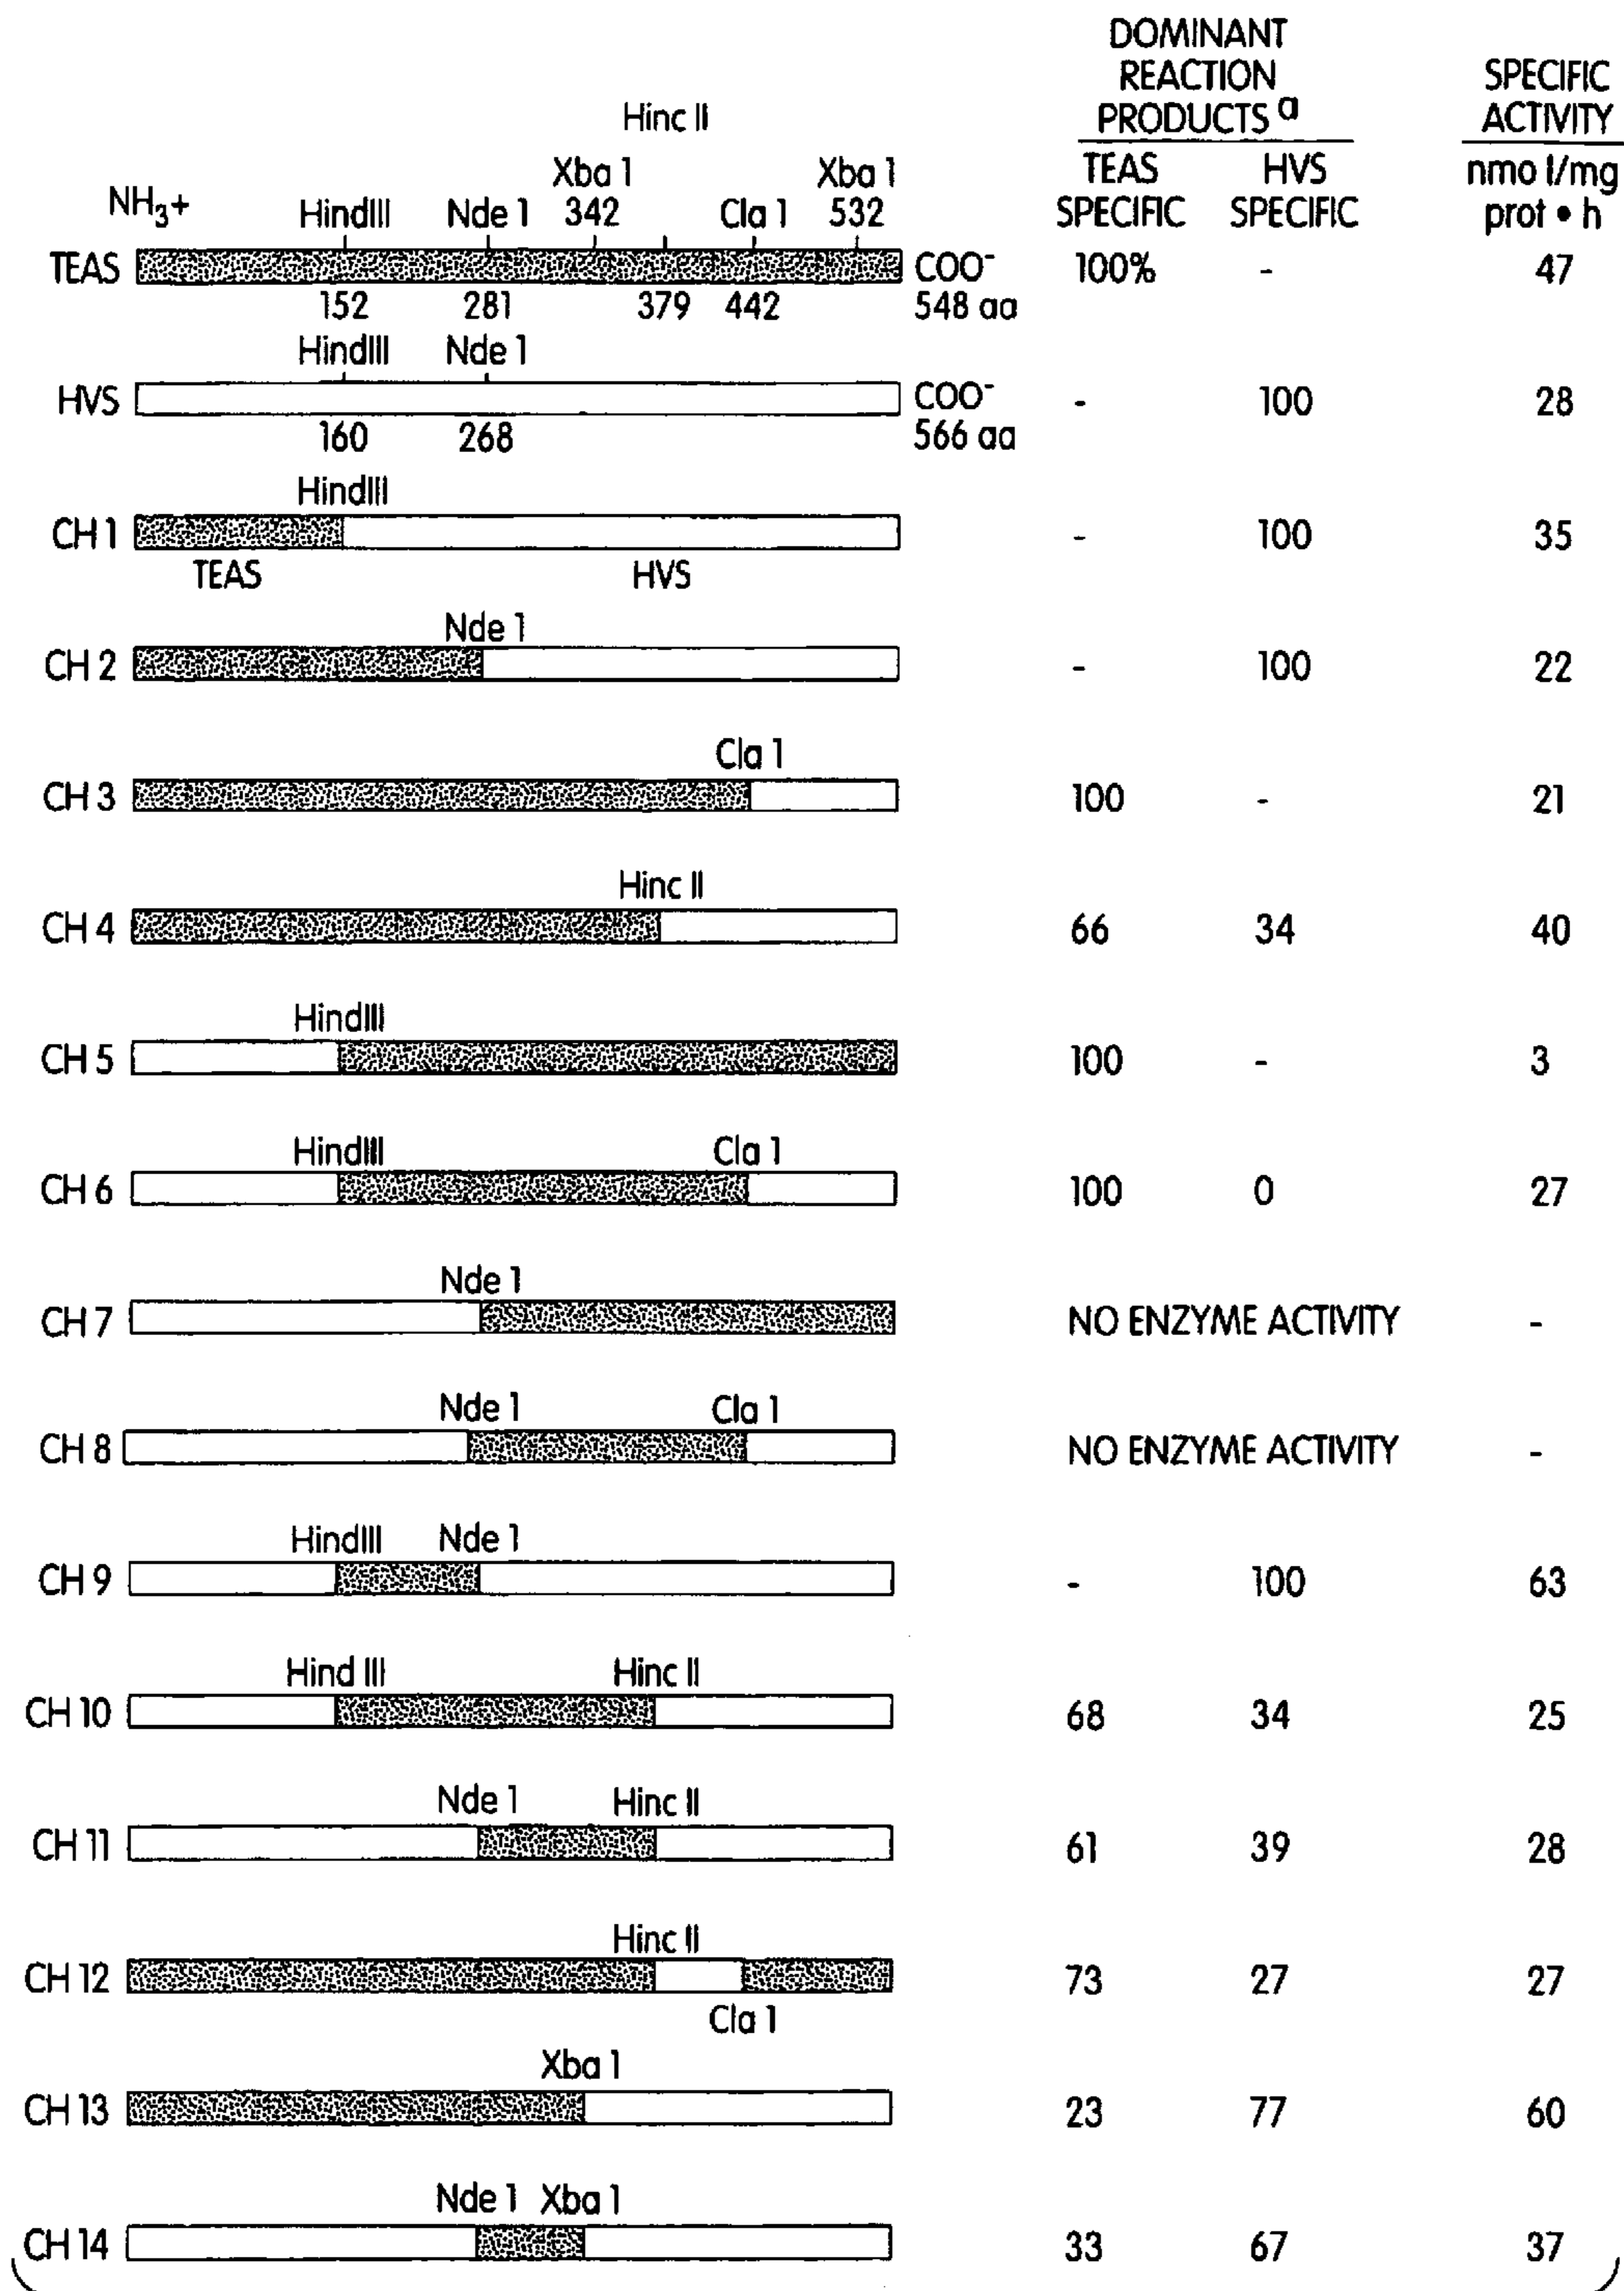 DOMINANT
REACTION
PRODUCTS a
SPECIFIC
ACTIVITY
Hinc II
Xba 1 Xba 1 TEAS HVS nmol/mg
NH3+ HindIII Nde 1 342 Cla 1 532 SPECIFIC SPECIFIC prot • h
TEAS COO- 100% - 47
152 281 379 442 548 aa
HindIII Nde 1
HVS COO- - 100 28
160 268 566 aa
HindIII
CH 1 - 100 35
TEAS HVS
Nde 1
CH 2 - 100 22
Cla 1
CH 3 100 - 21
Hinc II
CH 4 66 34 40
HindIII
CH 5 100 - 3
HindIII Cla 1
CH 6 100 0 27
Nde 1
CH 7 NO ENZYME ACTIVITY -
Nde 1 Cla 1
CH 8 NO ENZYME ACTIVITY -
HindIII Nde 1
CH 9 - 100 63
Hind III Hinc II
CH 10 68 34 25
Nde 1 Hinc II
CH 11 61 39 28
Hinc II
CH 12 73 27 27
Cla 1
Xba 1
CH 13 23 77 60
Nde 1 Xba 1
CH 14 33 67 37